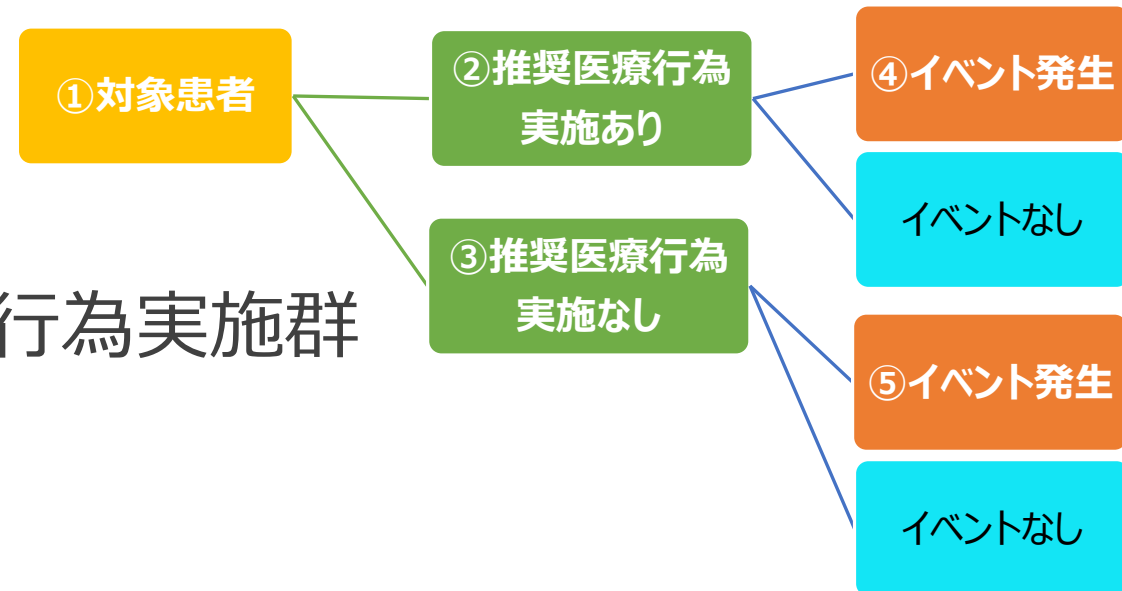 ①対象患者
②推奨医療行為
実施あり
③推奨医療行為
実施なし
④イベント発生
イベントなし
⑤イベント発生
イベントなし
行為実施群